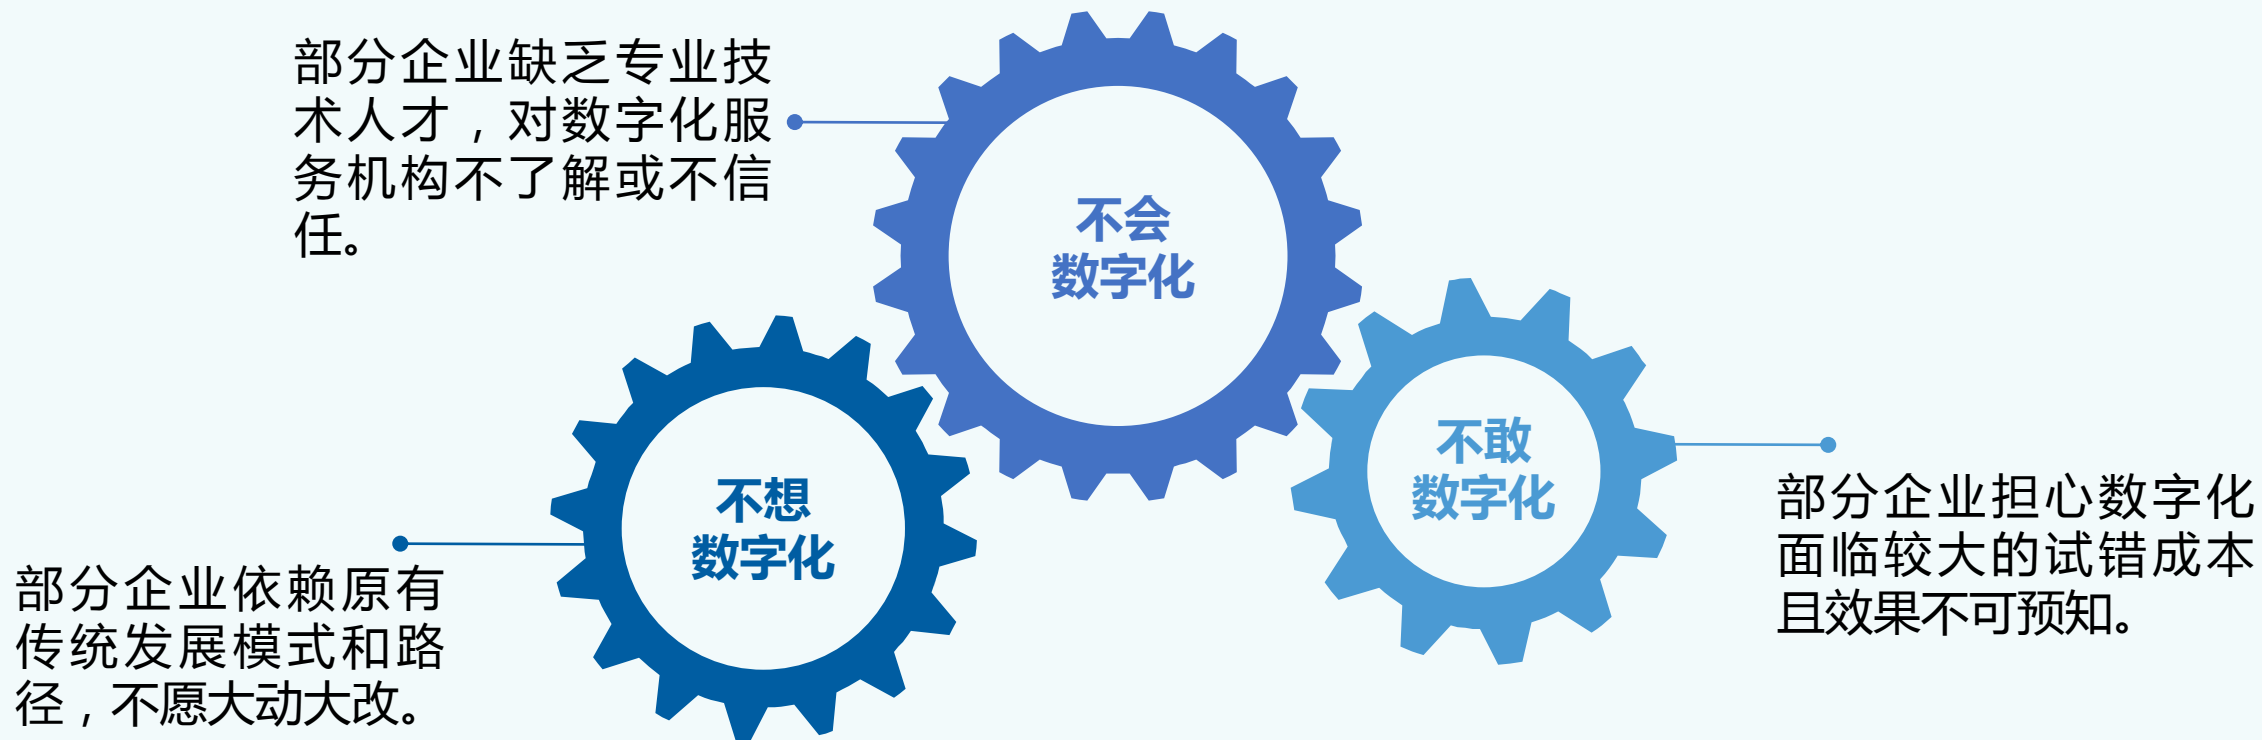 部分企业缺乏专业技
术人才，对数字化服
务机构不了解或不信
任。
不会
数字化
不敢
数字化
部分企业担心数字化
面临较大的试错成本
且效果不可预知。
不想
数字化
部分企业依赖原有
传统发展模式和路
径，不愿大动大改。